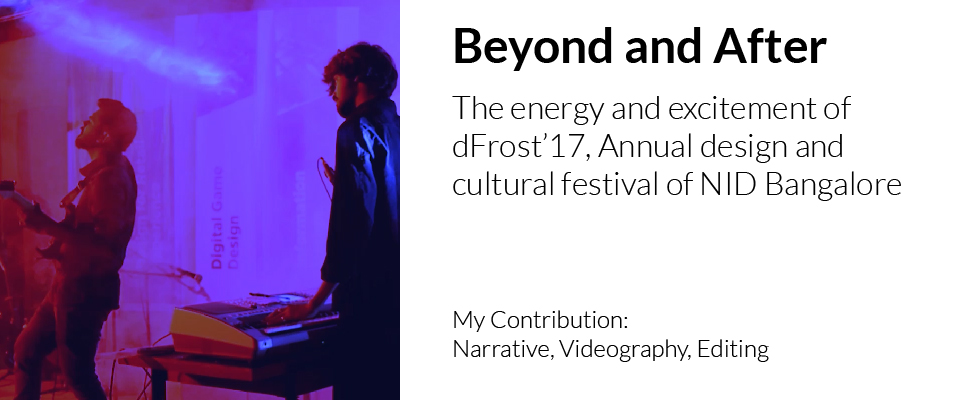 Beyond and After
The energy and excitement of
dFrost’17, Annual design and
cultural festival of NID Bangalore
My Contribution:
Narrative, Videography, Editing
Digital Game
Design